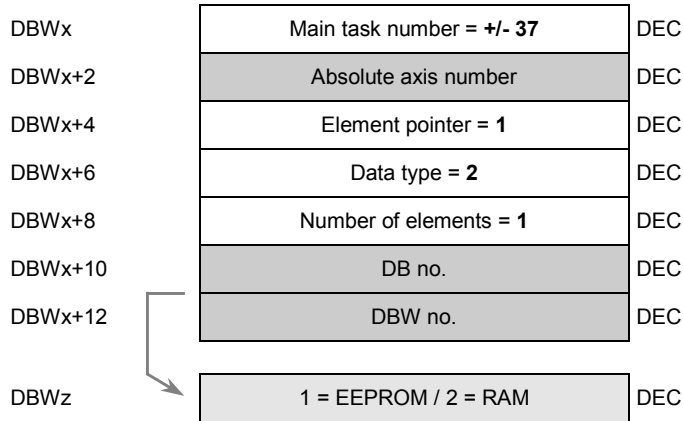 DBWx Main task number = +/- 37 DEC
DBWx+2 Absolute axis number DEC
DBWx+4 Element pointer = 1 DEC
DBWx+6 Data type = 2 DEC
DBWx+8 Number of elements = 1 DEC
DBWx+10 DB no. DEC
DBWx+12 DBW no. DEC
DBWz 1 = EEPROM / 2 = RAM DEC